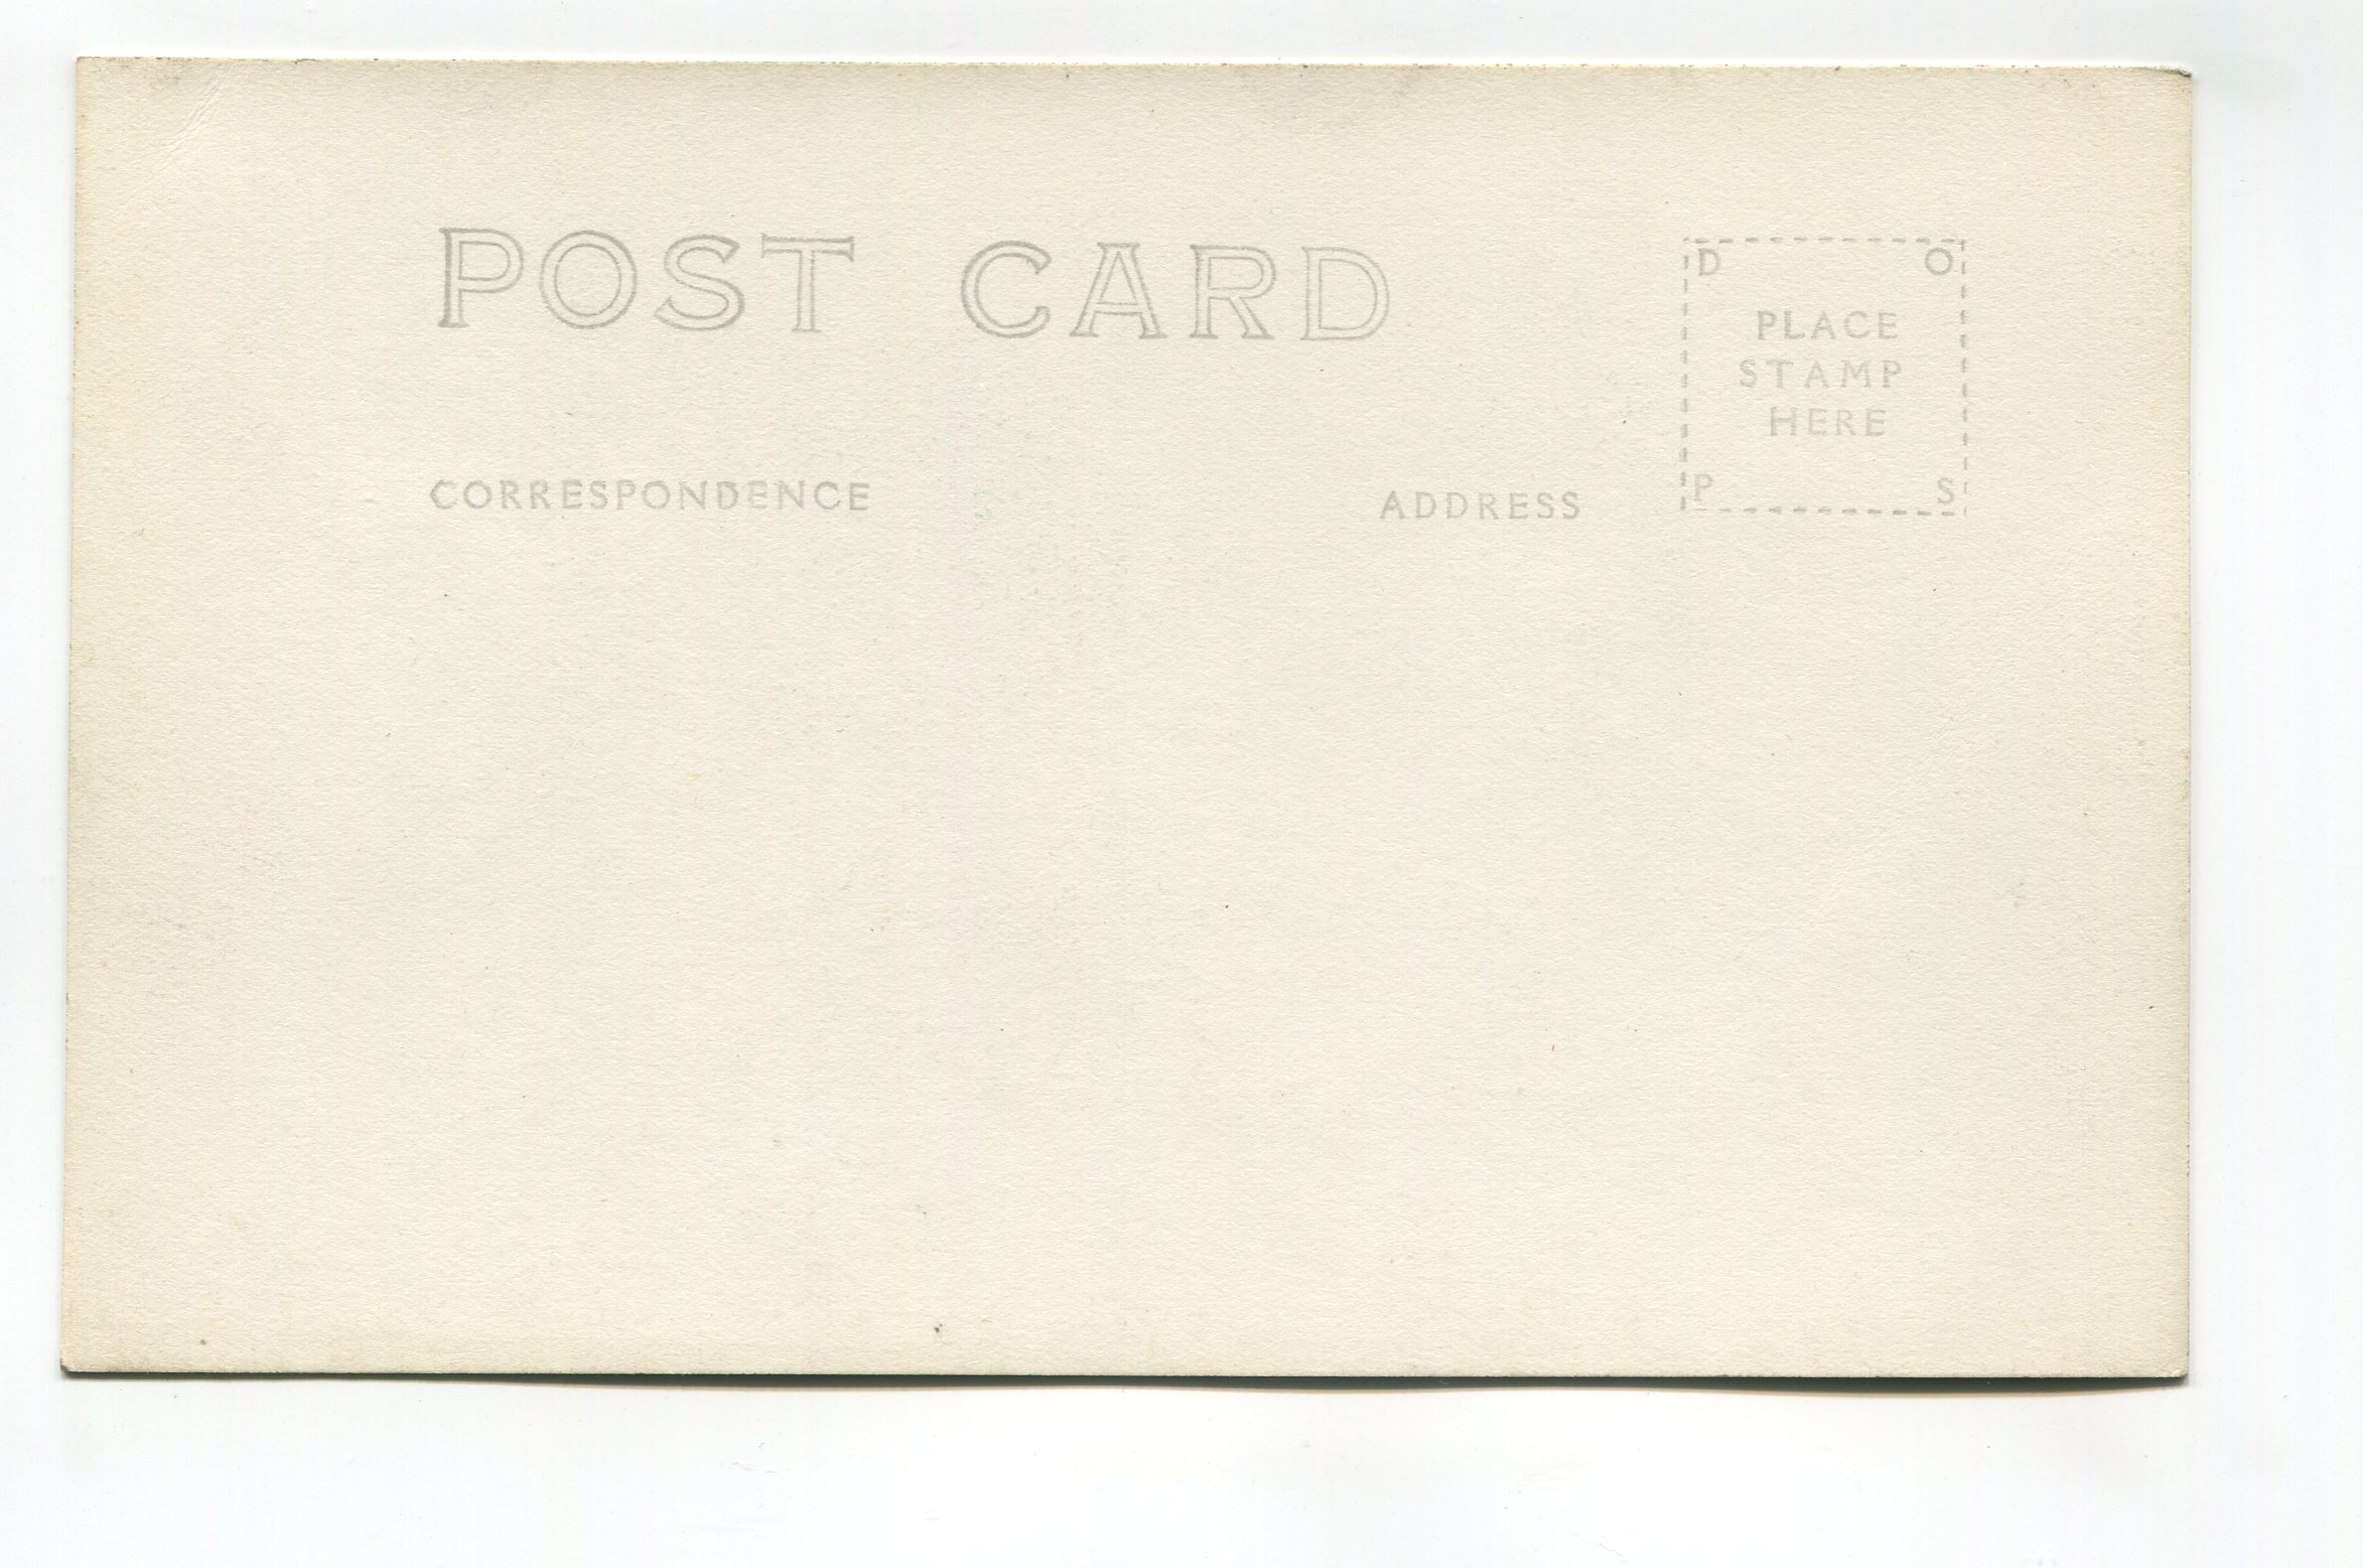 POST CARD
D O
PLACE
STAMP
HERE
P S
CORRESPONDENCE
ADDRESS